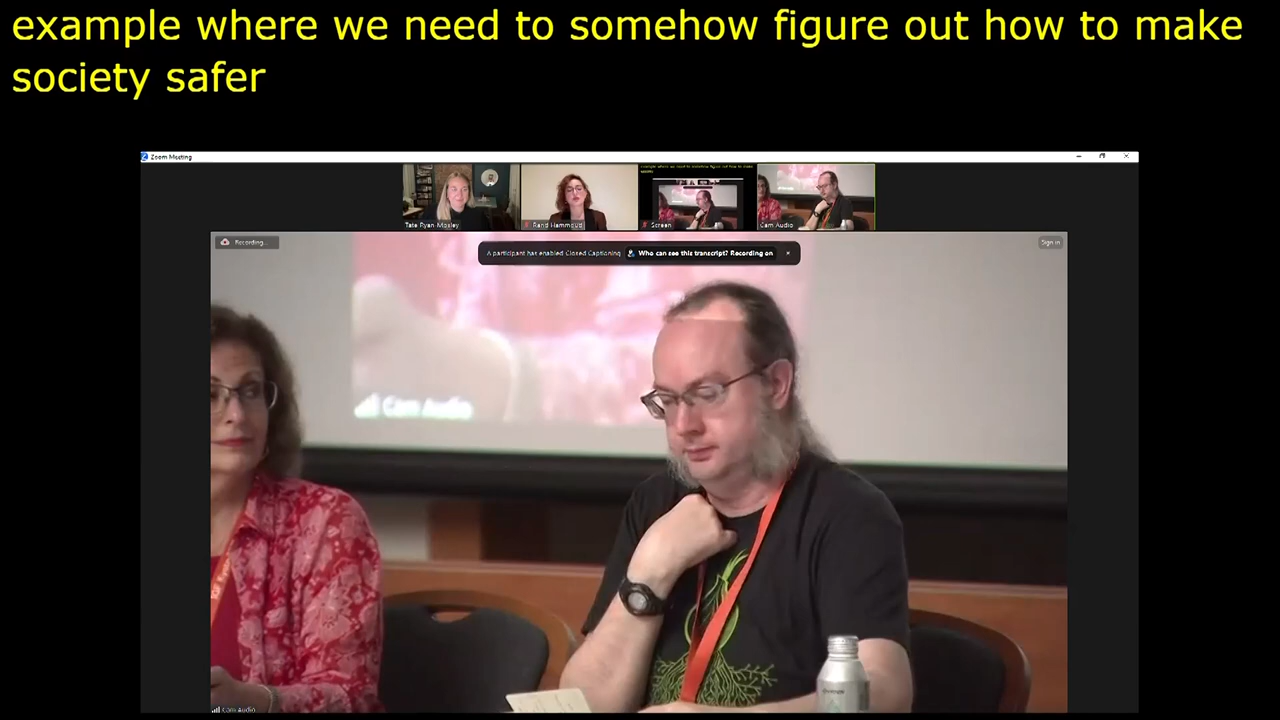 example where we need to somehow figure out how to make
society safer
Zoom Meeting
Tate Ryan-Mosley
Rand Hammoud
Screen
Cam Audio
Recording...
A participant has enabled Closed Captioning
Who can see this transcript? Recording on
Sign in
Cam Audio
Cam Audio